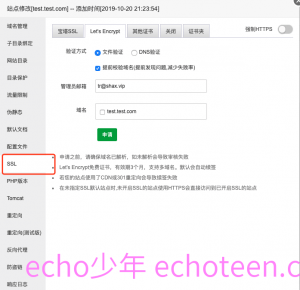 站点修改[test.test.com] -- 添加时间[2019-10-20 21:23:54]
域名管理
子目录绑定
网站目录
目录保护
流量限制
伪静态
默认文档
配置文件
SSL
PHP版本
Tomcat
重定向
重定向(测试版)
反向代理
防盗链
响应日志
宝塔SSL Let's Encrypt 其他证书 关闭 证书夹 强制HTTPS
验证方式 文件验证 DNS验证
提前校验域名(提前发现问题,减少失败率)
管理员邮箱
域名 test.test.com
申请
申请之前，请确保域名已解析，如未解析会导致审核失败
Let's Encrypt免费证书，有效期3个月，支持多域名。默认会自动续签
若您的站点使用了CDN或301重定向会导致续签失败
在未指定SSL默认站点时,未开启SSL的站点使用HTTPS会直接访问到已开启SSL的站点
echo少年 echoteen.com